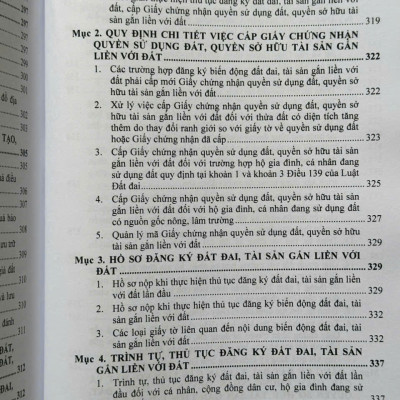 cấp Giấy chứng nhận quyền sử dụng đất, quyền sở hữu tài sản
gắn liền với đất
319
Mục 2. QUY ĐỊNH CHI TIẾT VIỆC CẤP GIẤY CHỨNG NHẬN
QUYỀN SỬ DỤNG ĐẤT, QUYỀN SỞ HỮU TÀI SẢN GẮN
LIỀN VỚI ĐẤT 322
1. Các trường hợp đăng ký biến động đất đai, tài sản gắn liền với đất
phải cấp mới Giấy chứng nhận quyền sử dụng đất, quyền sở hữu
tài sản gắn liền với đất 322
2. Xử lý việc cấp Giấy chứng nhận quyền sử dụng đất, quyền sở hữu
tài sản gắn liền với đất đối với thửa đất có diện tích tăng
thêm do thay đổi ranh giới so với giấy tờ về quyền sử dụng đất
hoặc Giấy chứng nhận đã cấp 323
3. Cấp Giấy chứng nhận quyền sử dụng đất, quyền sở hữu tài sản
gắn liền với đất đối với trường hợp hộ gia đình, cá nhân đang
sử dụng đất quy định tại khoản 1 và khoản 3 Điều 139 của Luật
Đất đai 325
4. Cấp Giấy chứng nhận quyền sử dụng đất, quyền sở hữu tài sản
gắn liền với đất đối với hộ gia đình, cá nhân đang sử dụng đất
có nguồn gốc nông, lâm trường 327
5. Quản lý mã Giấy chứng nhận quyền sử dụng đất, quyền sở hữu
tài sản gắn liền với đất 329
Mục 3. HỒ SƠ ĐĂNG KÝ ĐẤT ĐAI, TÀI SẢN GẮN LIỀN VỚI
ĐẤT 329
1. Hồ sơ nộp khi thực hiện thủ tục đăng ký đất đai, tài sản gắn
liền với đất lần đầu 329
2. Hồ sơ nộp khi thực hiện thủ tục đăng ký biến động đất đai, tài
sản gắn liền với đất 332
3. Các loại giấy tờ liên quan đến nội dung biến động đất đai, tài
sản gắn liền với đất 332
Mục 4. TRÌNH TỰ, THỦ TỤC ĐĂNG KÝ ĐẤT ĐAI, TÀI SẢN
GẮN LIỀN VỚI ĐẤT 337
1. Trình tự, thủ tục đăng ký đất đai, tài sản gắn liền với đất lần
đầu đối với cá nhân, cộng đồng dân cư, hộ gia đình đang sử